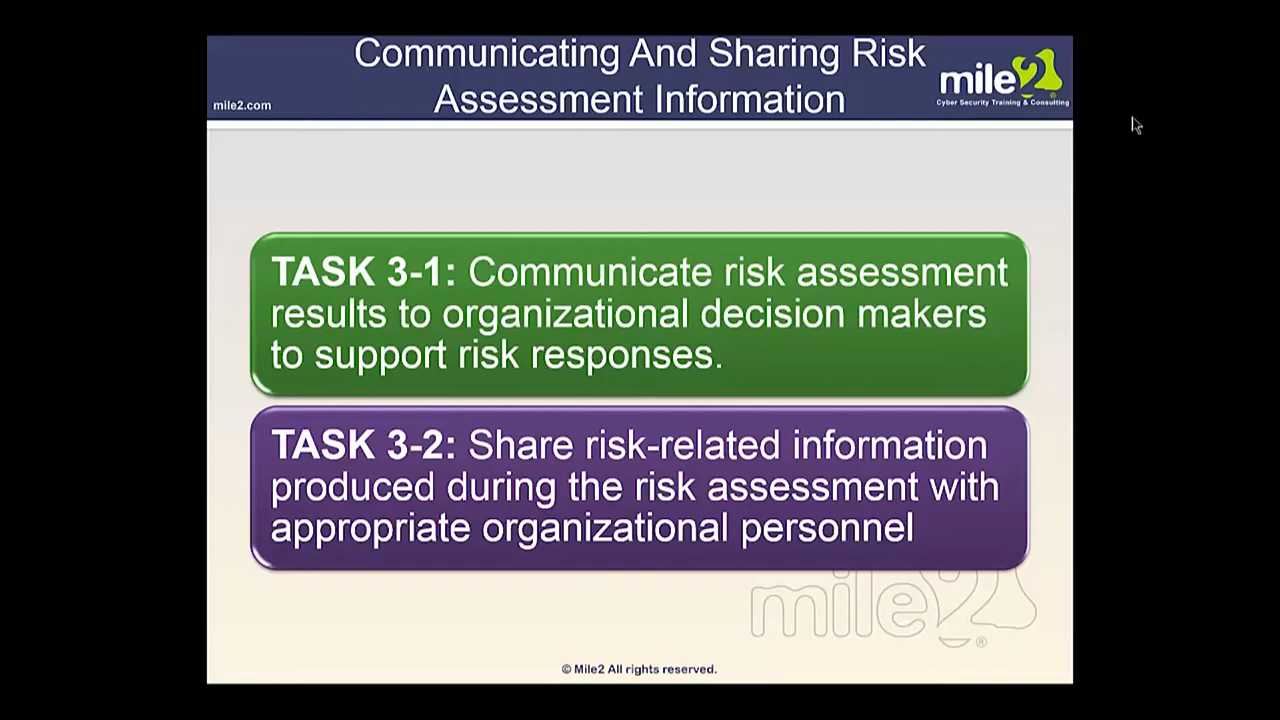 Communicating And Sharing Risk
Assessment Information
mile2.com
mile2
Cyber Security Training & Consulting
TASK 3-1: Communicate risk assessment
results to organizational decision makers
to support risk responses.
TASK 3-2: Share risk-related information
produced during the risk assessment with
appropriate organizational personnel
mile2
®
© Mile2 All rights reserved.